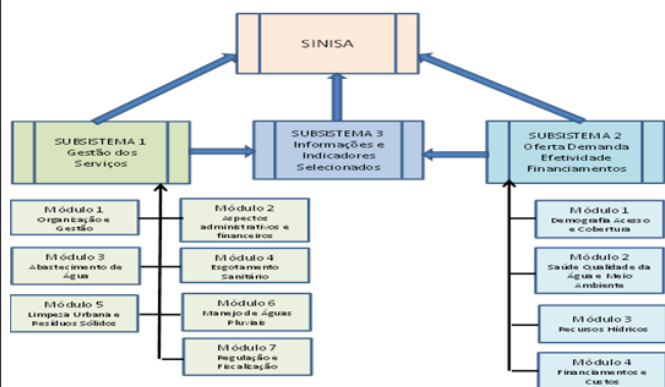 SINISA
SUBSISTEMA 1
Gestão dos
Serviços
SUBSISTEMA 3
Informações e
Indicadores
Selecionados
SUBSISTEMA 2
Oferta Demanda
Efetividade
Financiamentos
Módulo 1
Organização e
Gestão
Módulo 2
Aspectos
administrativos e
financeiros
Módulo 3
Abastecimento de
Água
Módulo 4
Esgotamento
Sanitário
Módulo 5
Limpeza Urbana e
Resíduos Sólidos
Módulo 6
Manejo de Águas
Pluviais
Módulo 7
Regulação e
Fiscalização
Módulo 1
Demografia Acesso
e Cobertura
Módulo 2
Saúde Qualidade da
Água e Meio
Ambiente
Módulo 3
Recursos Hídricos
Módulo 4
Financiamentos e
Custos